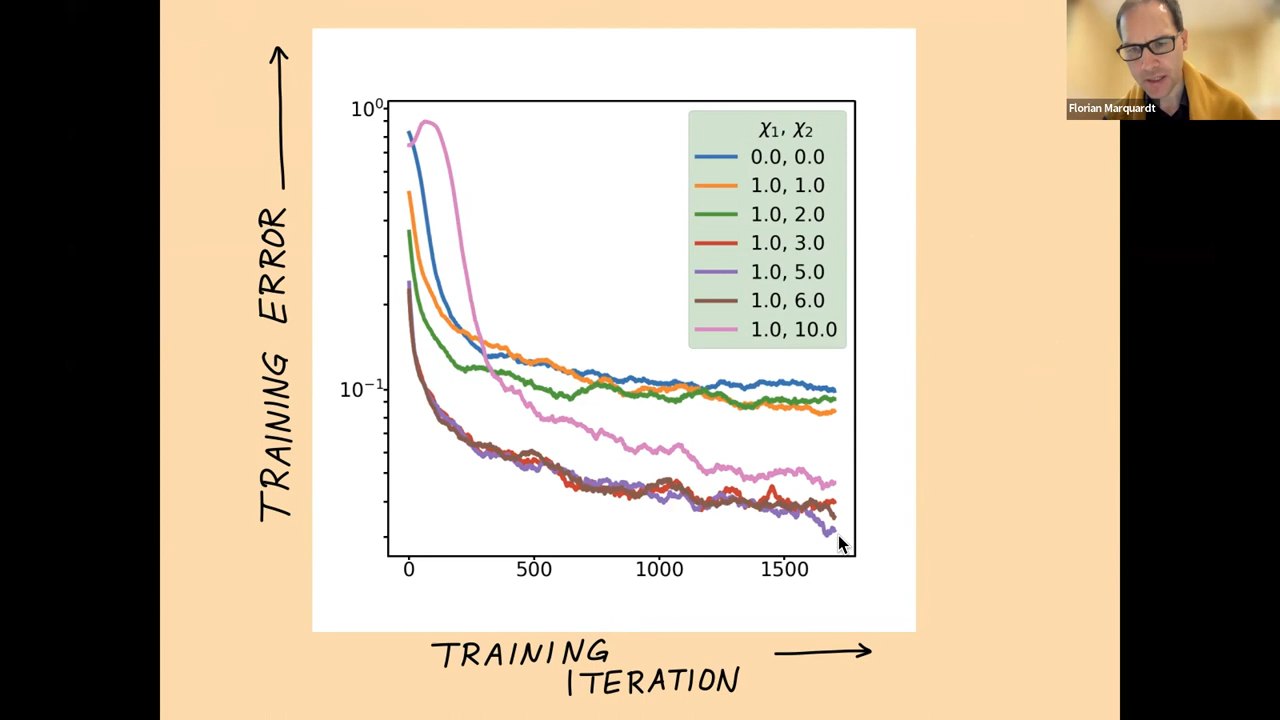 Florian Marquardt
TRAINING ERROR
10⁰
10⁻¹
χ₁, χ₂
0.0, 0.0
1.0, 1.0
1.0, 2.0
1.0, 3.0
1.0, 5.0
1.0, 6.0
1.0, 10.0
0 500 1000 1500
TRAINING
ITERATION